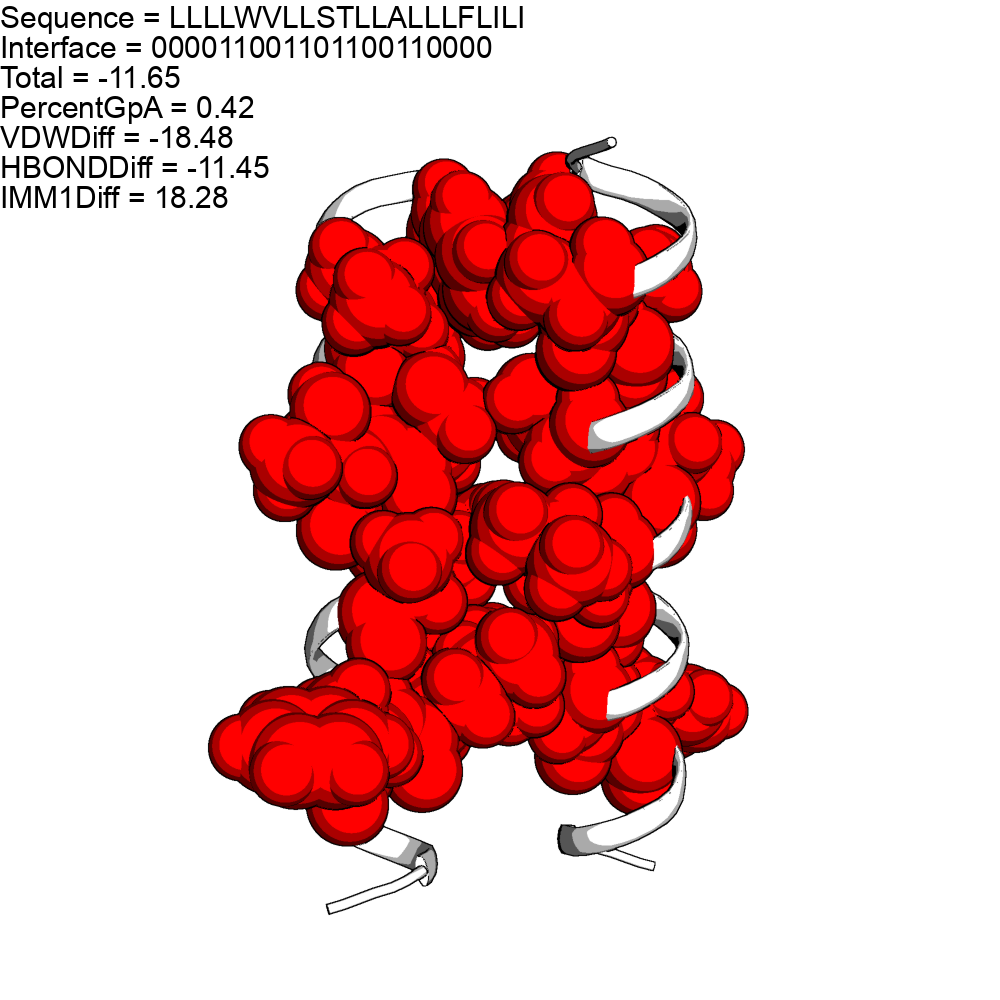 Sequence = LLLLWVLLSTLLALLLFLILI
Interface = 000011001101100110000
Total = -11.65
PercentGpA = 0.42
VDWDiff = -18.48
HBONDDiff = -11.45
IMM1Diff = 18.28